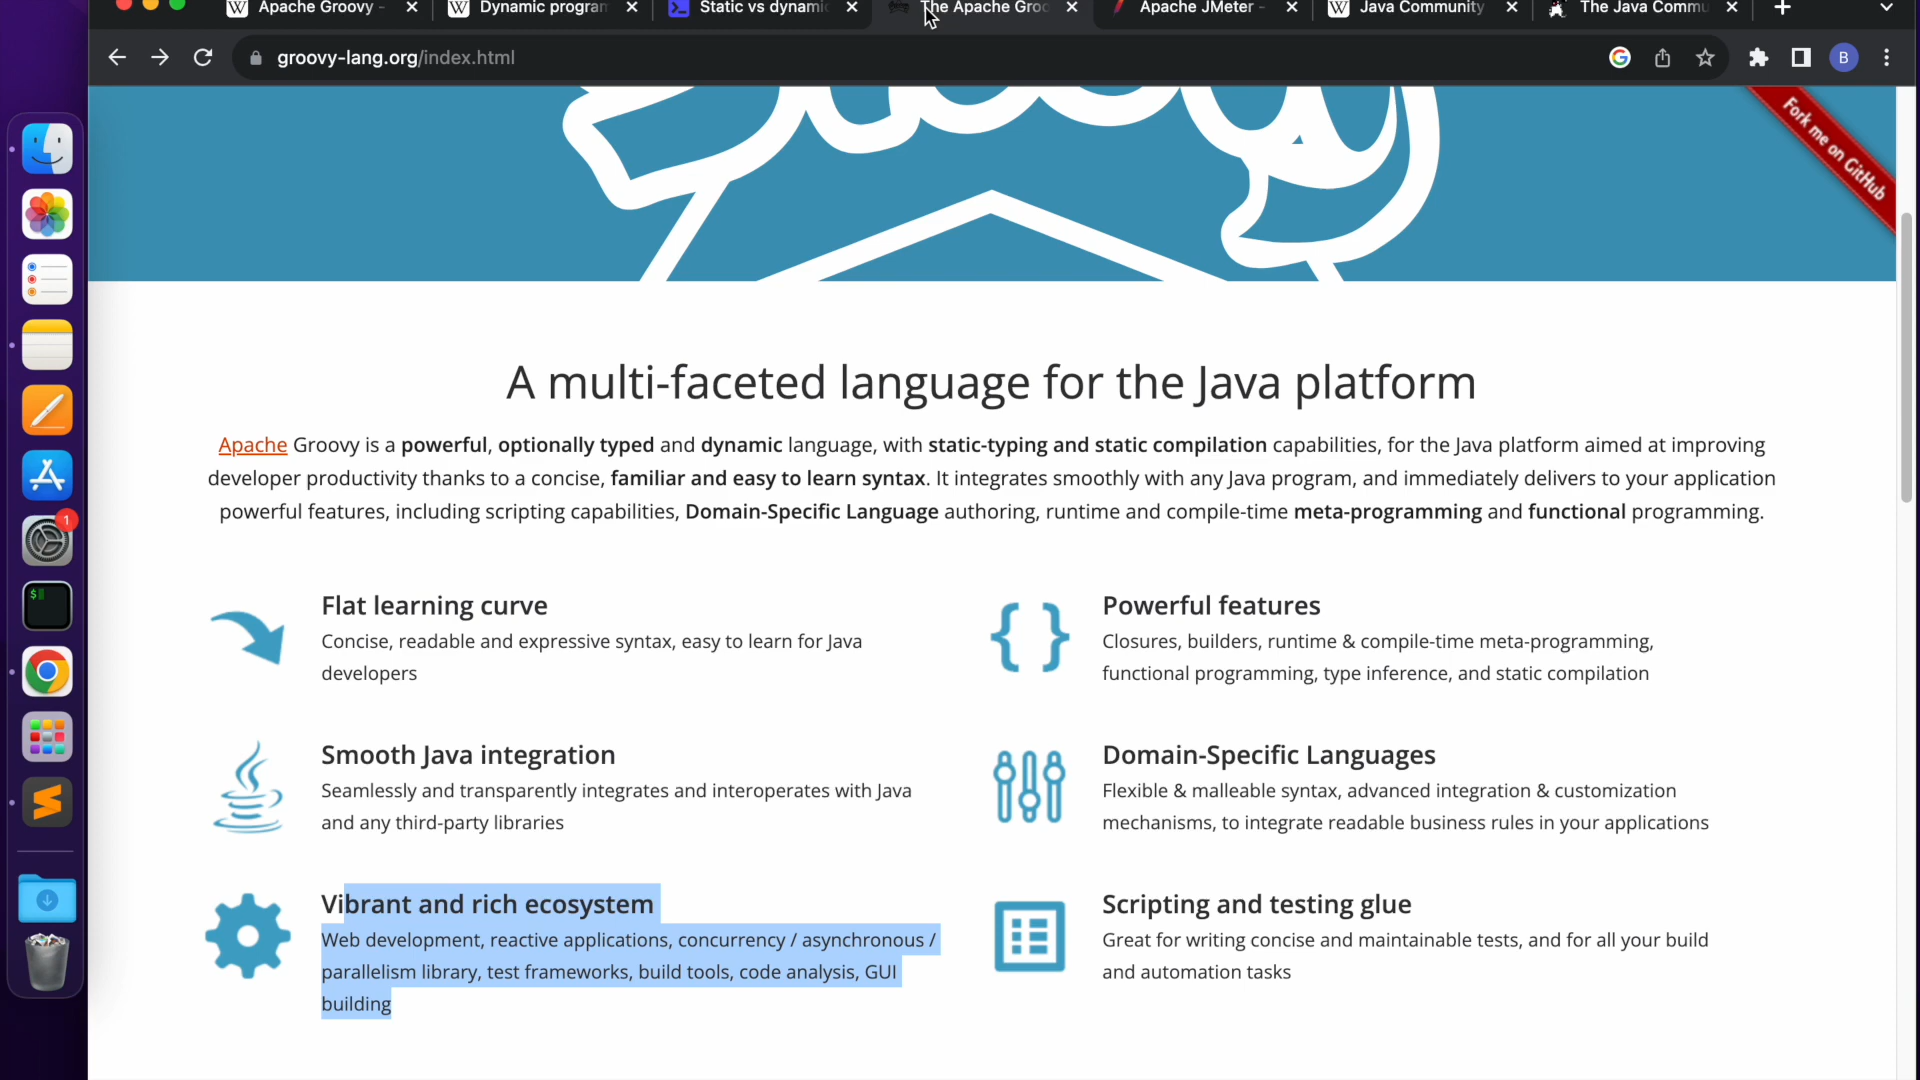 Apache Groovy -
Dynamic program
Static vs dynamic
The Apache Groo
Apache JMeter -
Java Community
The Java Commu
groovy-lang.org/index.html
B
Fork me on GitHub
A multi-faceted language for the Java platform
Apache Groovy is a powerful, optionally typed and dynamic language, with static-typing and static compilation capabilities, for the Java platform aimed at improving
developer productivity thanks to a concise, familiar and easy to learn syntax. It integrates smoothly with any Java program, and immediately delivers to your application
powerful features, including scripting capabilities, Domain-Specific Language authoring, runtime and compile-time meta-programming and functional programming.
Flat learning curve
Concise, readable and expressive syntax, easy to learn for Java
developers
Powerful features
Closures, builders, runtime & compile-time meta-programming,
functional programming, type inference, and static compilation
Smooth Java integration
Seamlessly and transparently integrates and interoperates with Java
and any third-party libraries
Domain-Specific Languages
Flexible & malleable syntax, advanced integration & customization
mechanisms, to integrate readable business rules in your applications
Vibrant and rich ecosystem
Web development, reactive applications, concurrency / asynchronous /
parallelism library, test frameworks, build tools, code analysis, GUI
building
Scripting and testing glue
Great for writing concise and maintainable tests, and for all your build
and automation tasks
1
$